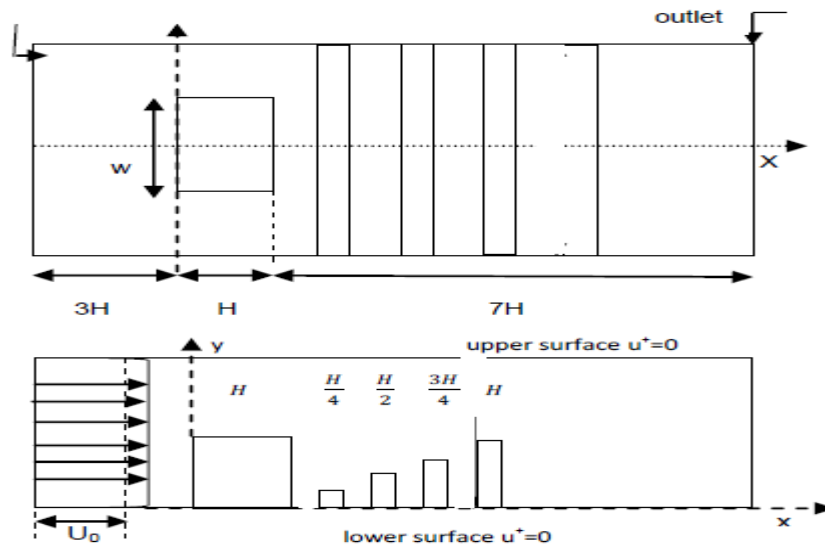 outlet
X
w
3H H 7H
y
upper surface u⁺=0
H H/4 H/2 3H/4 H
x
U₀
lower surface u⁺=0